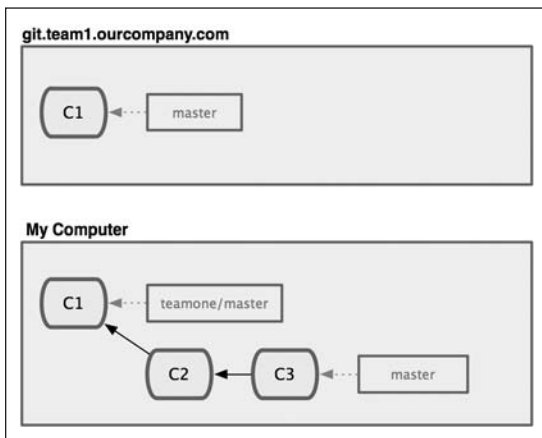 git.team1.ourcompany.com
C1
master
My Computer
C1
teamone/master
C2
C3
master